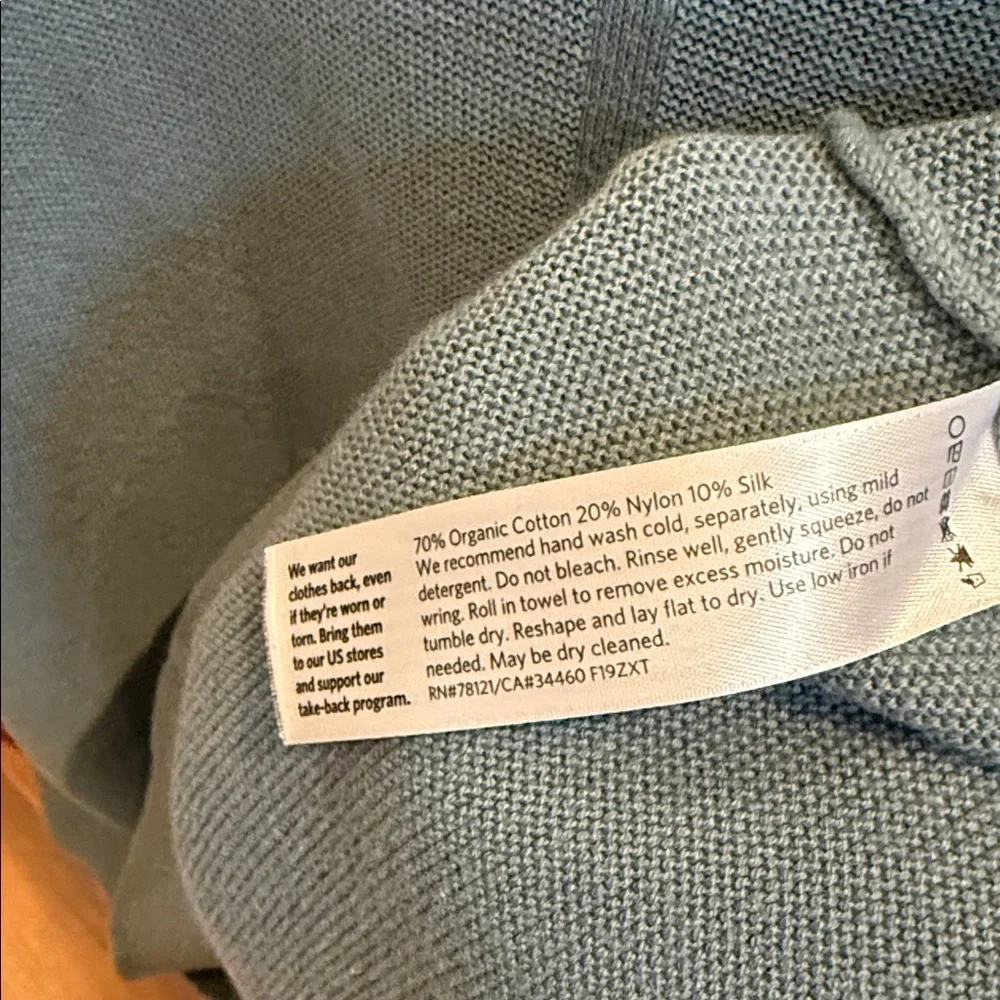 We want our
clothes back, even
if they're worn or
torn. Bring them
to our US stores
and support our
take-back program.
70% Organic Cotton 20% Nylon 10% Silk
We recommend hand wash cold, separately, using mild
detergent. Do not bleach. Rinse well, gently squeeze, do not
wring. Roll in towel to remove excess moisture. Do not
tumble dry. Reshape and lay flat to dry. Use low iron if
needed. May be dry cleaned.
RN#78121/CA#34460 F19ZXT